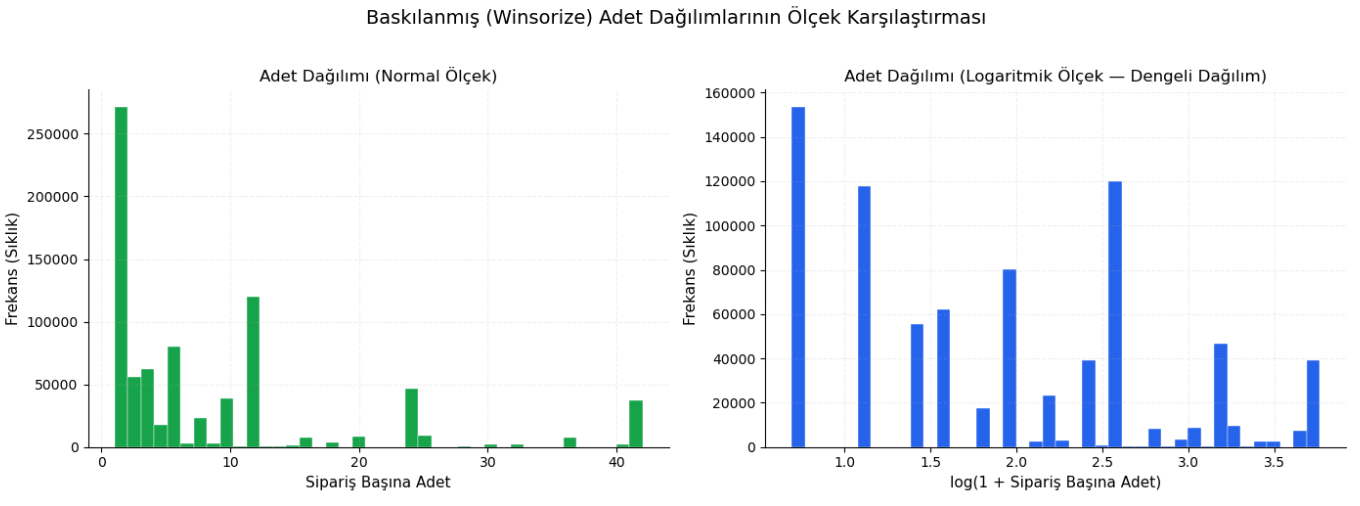 Baskılanmış (Winsorize) Adet Dağılımlarının Ölçek Karşılaştırması
Adet Dağılımı (Normal Ölçek)
Frekans (Sıklık)
250000
200000
150000
100000
50000
0
0 10 20 30 40
Sipariş Başına Adet
Adet Dağılımı (Logaritmik Ölçek — Dengeli Dağılım)
Frekans (Sıklık)
160000
140000
120000
100000
80000
60000
40000
20000
0
1.0 1.5 2.0 2.5 3.0 3.5
log(1 + Sipariş Başına Adet)